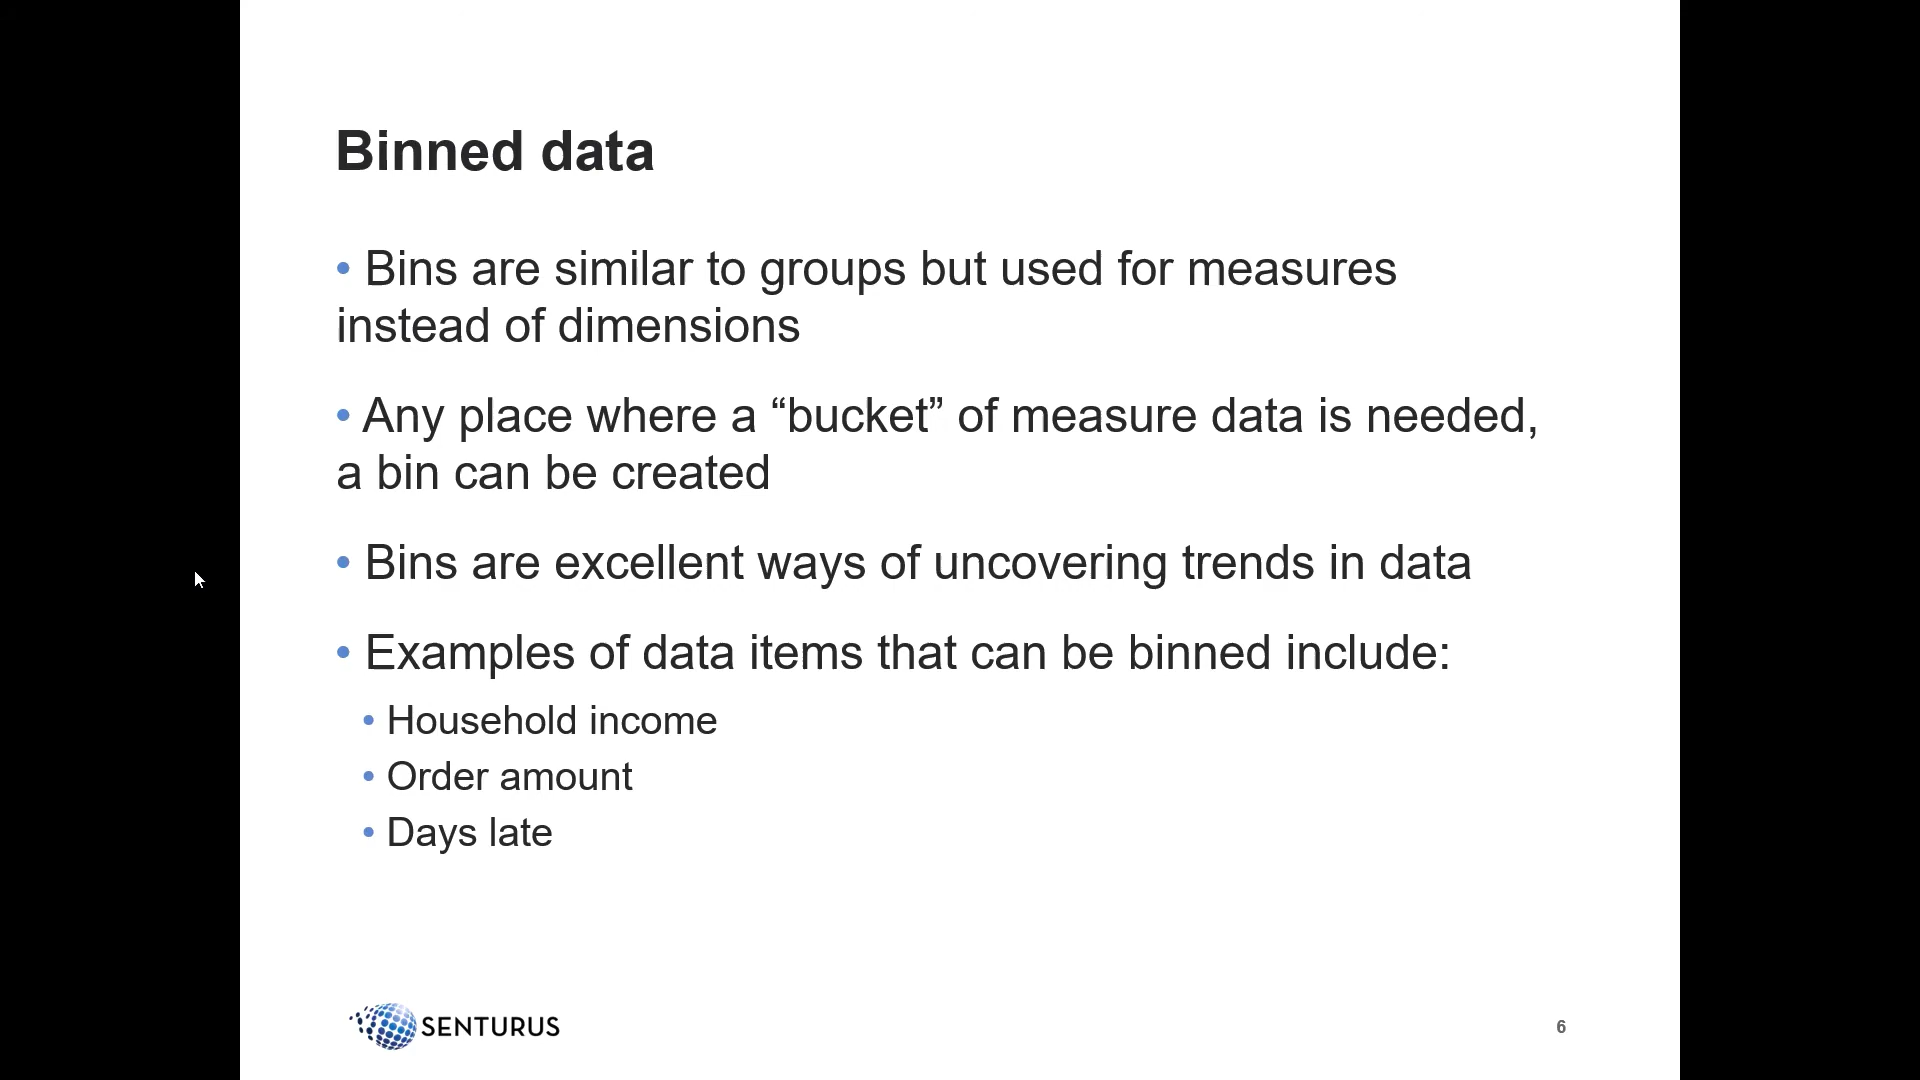 Binned data
• Bins are similar to groups but used for measures
instead of dimensions
• Any place where a “bucket” of measure data is needed,
a bin can be created
• Bins are excellent ways of uncovering trends in data
• Examples of data items that can be binned include:
• Household income
• Order amount
• Days late
SENTURUS
6